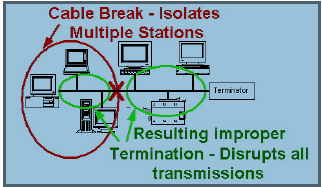 Cable Break - Isolates
Multiple Stations
Terminator
Resulting improper
Termination - Disrupts all
transmissions